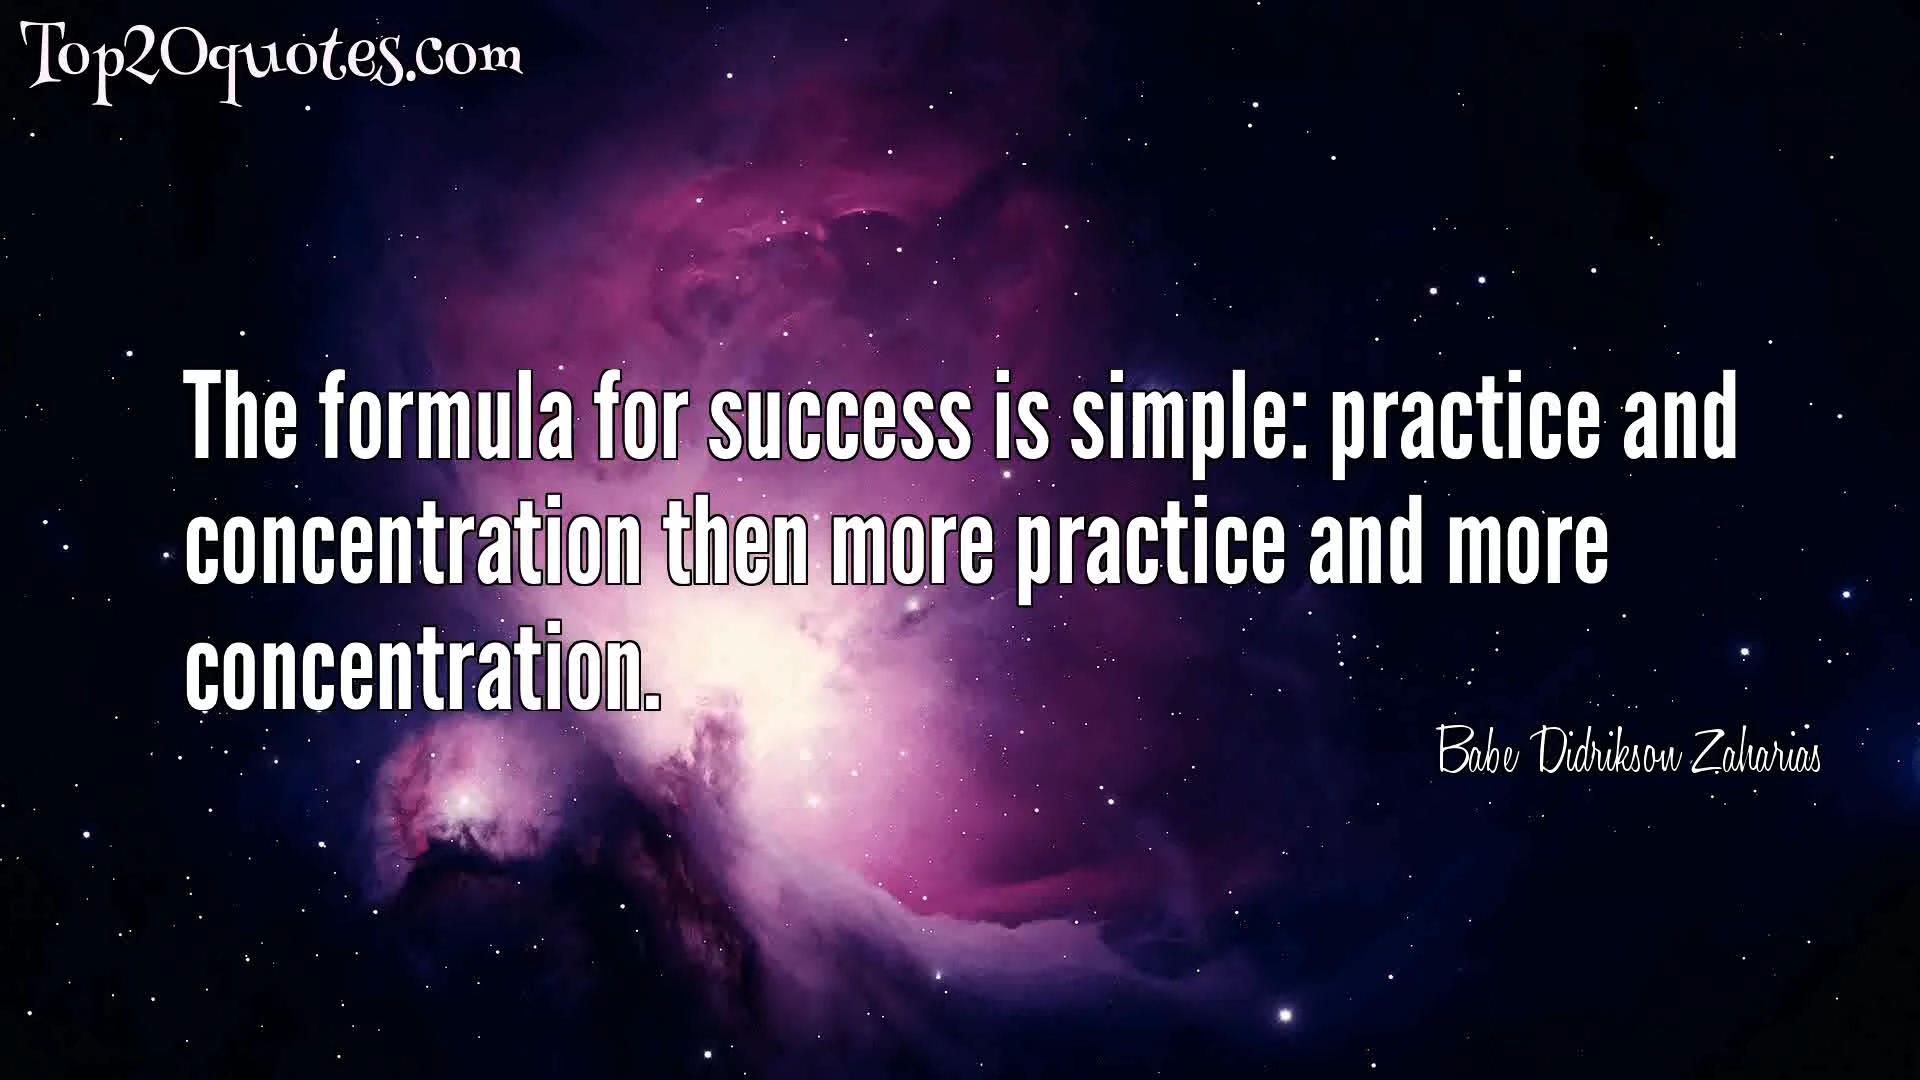 Top20quotes.com
The formula for success is simple: practice and
concentration then more practice and more
concentration.
Babe Didrikson Zaharias